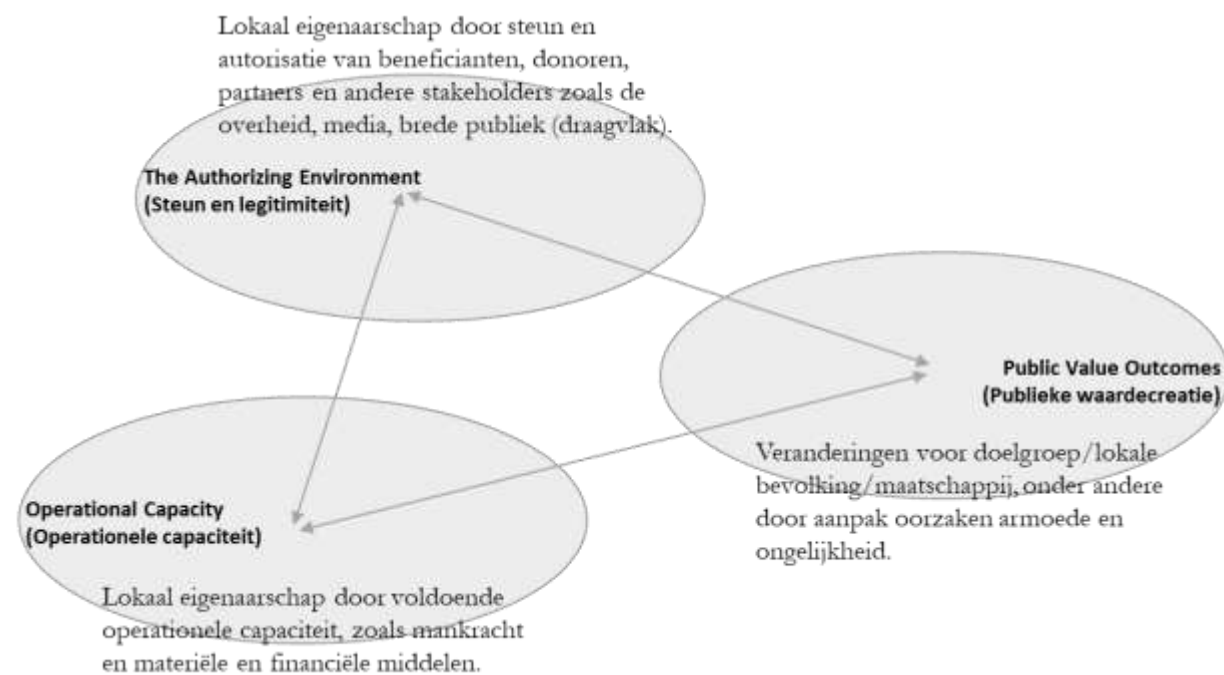 Lokaal eigenaarschap door steun en
autorisatie van beneficianten, donoren,
partners en andere stakeholders zoals de
overheid, media, brede publiek (draagvlak).
The Authorizing Environment
(Steun en legitimiteit)
Public Value Outcomes
(Publieke waardecreatie)
Veranderingen voor doelgroep/lokale
bevolking/maatschappij, onder andere
door aanpak oorzaken armoede en
ongelijkheid.
Operational Capacity
(Operationele capaciteit)
Lokaal eigenaarschap door voldoende
operationele capaciteit, zoals mankracht
en materiële en financiële middelen.